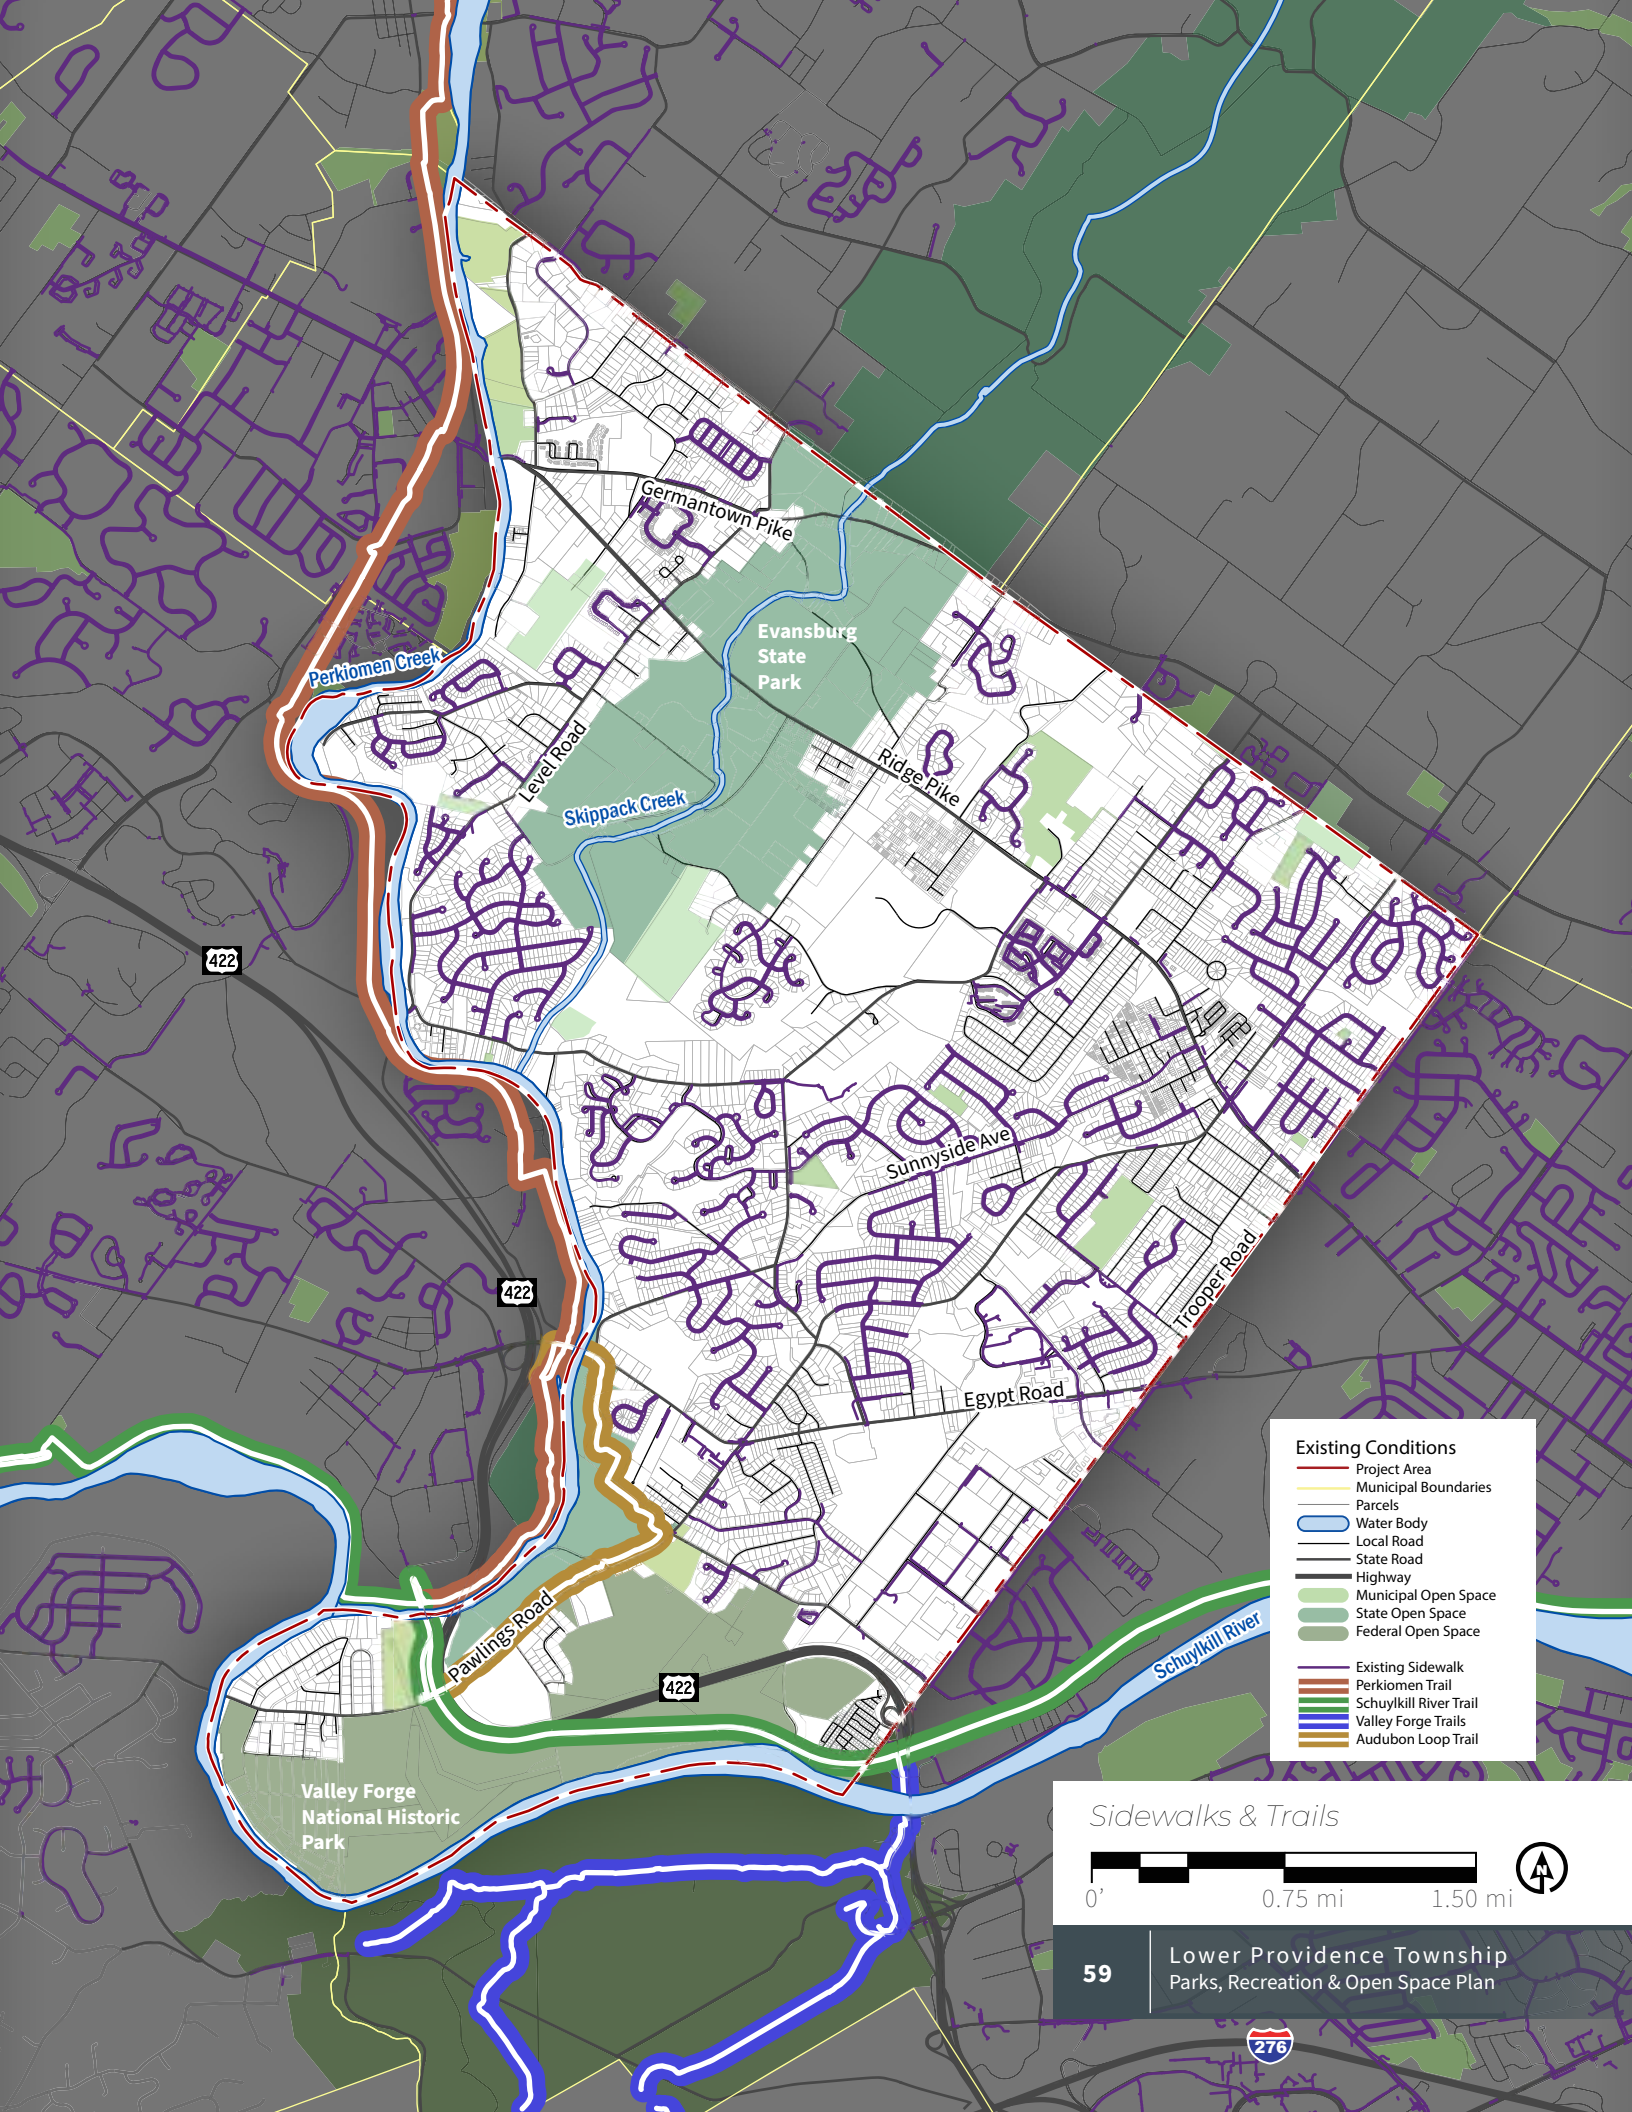 Germantown Pike
Evansburg
State
Park
Perkiomen Creek
Level Road
Ridge Pike
Skippack Creek
422
Sunnyside Ave
422
Trooper Road
Egypt Road
Pawlings Road
422
Schuylkill River
Valley Forge
National Historic
Park
Existing Conditions
Project Area
Municipal Boundaries
Parcels
Water Body
Local Road
State Road
Highway
Municipal Open Space
State Open Space
Federal Open Space
Existing Sidewalk
Perkiomen Trail
Schuylkill River Trail
Valley Forge Trails
Audubon Loop Trail
Sidewalks & Trails
N
0' 0.75 mi 1.50 mi
59
Lower Providence Township
Parks, Recreation & Open Space Plan
276